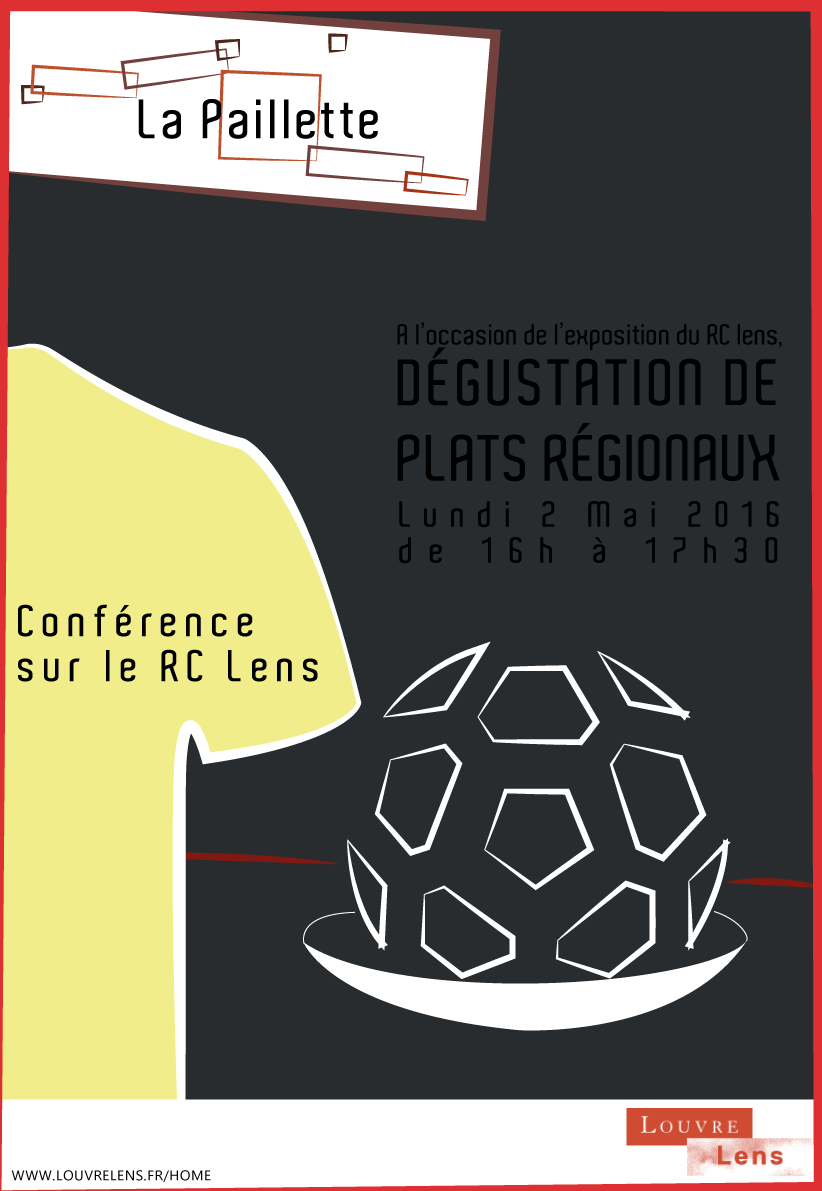 La Paillette
A l'occasion de l'exposition du RC lens,
DÉGUSTATION DE
PLATS RÉGIONAUX
Lundi 2 Mai 2016
de 16h à 17h30
Conférence
sur le RC Lens
LOUVRE
Lens
WWW.LOUVRELENS.FR/HOME